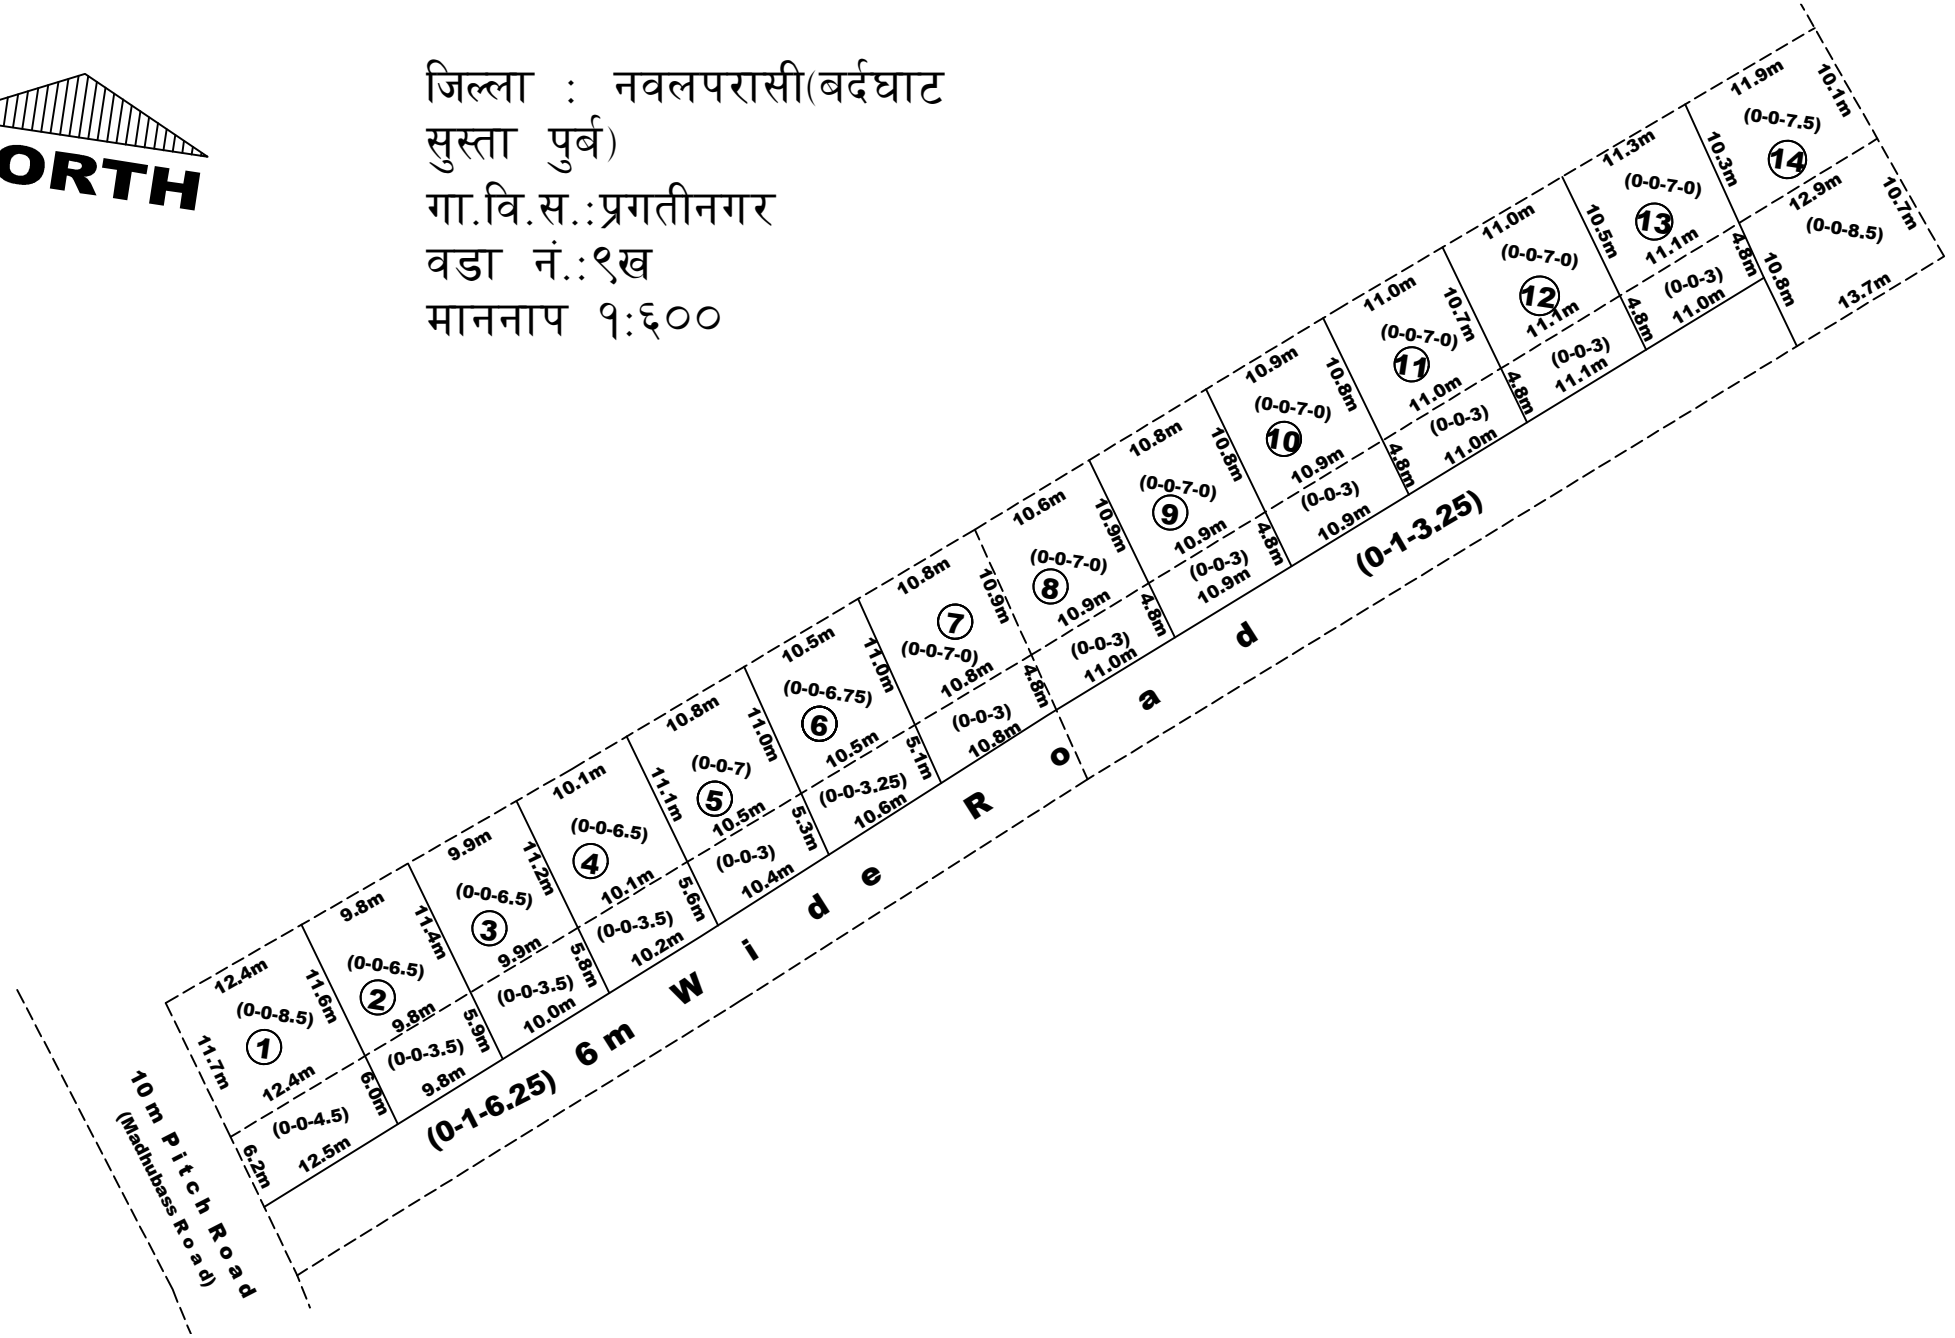 ORTH
जिल्ला : नवलपरासी(बर्दघाट
सुस्ता पुर्ब)
गा.वि.स.:प्रगतीनगर
वडा नं.:९ख
माननाप १:६००
12.4m
(0-0-8.5)
1
11.7m
11.6m
12.4m
(0-0-4.5)
6.2m
6.0m
12.5m
9.8m
(0-0-6.5)
2
11.4m
9.8m
(0-0-3.5)
5.9m
9.8m
9.9m
(0-0-6.5)
3
11.2m
9.9m
(0-0-3.5)
5.8m
10.0m
10.1m
(0-0-6.5)
4
11.1m
10.1m
(0-0-3.5)
5.6m
10.2m
10.8m
(0-0-7)
5
11.0m
10.5m
(0-0-3)
5.3m
10.4m
10.5m
(0-0-6.75)
6
11.0m
10.5m
(0-0-3.25)
5.1m
10.6m
10.8m
7
(0-0-7-0)
10.9m
10.8m
(0-0-3)
4.8m
10.8m
10.6m
(0-0-7-0)
8
10.9m
10.9m
(0-0-3)
4.8m
11.0m
10.8m
(0-0-7-0)
9
10.8m
10.9m
(0-0-3)
4.8m
10.9m
10.9m
(0-0-7-0)
10
10.8m
10.9m
(0-0-3)
4.8m
10.9m
11.0m
(0-0-7-0)
11
10.7m
11.0m
(0-0-3)
4.8m
11.0m
11.0m
(0-0-7-0)
12
10.5m
11.1m
(0-0-3)
4.8m
11.1m
11.3m
(0-0-7-0)
13
10.3m
11.1m
(0-0-3)
4.8m
11.0m
11.9m
(0-0-7.5)
14
10.1m
12.9m
(0-0-8.5)
10.7m
10.8m
13.7m
(0-1-6.25) 6 m W i d e R o a d (0-1-3.25)
10 m Pitch Road
(Madhubass Road)